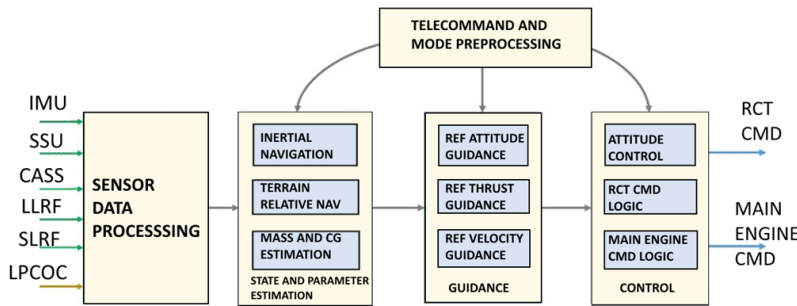 TELECOMMAND AND
MODE PREPROCESSING
IMU
SSU
CASS
LLRF
SLRF
LPCOC
SENSOR
DATA
PROCESSSING
INERTIAL
NAVIGATION
TERRAIN
RELATIVE NAV
MASS AND CG
ESTIMATION
STATE AND PARAMETER
ESTIMATION
REF ATTITUDE
GUIDANCE
REF THRUST
GUIDANCE
REF VELOCITY
GUIDANCE
GUIDANCE
ATTITUDE
CONTROL
RCT CMD
LOGIC
MAIN ENGINE
CMD LOGIC
CONTROL
RCT
CMD
MAIN
ENGINE
CMD